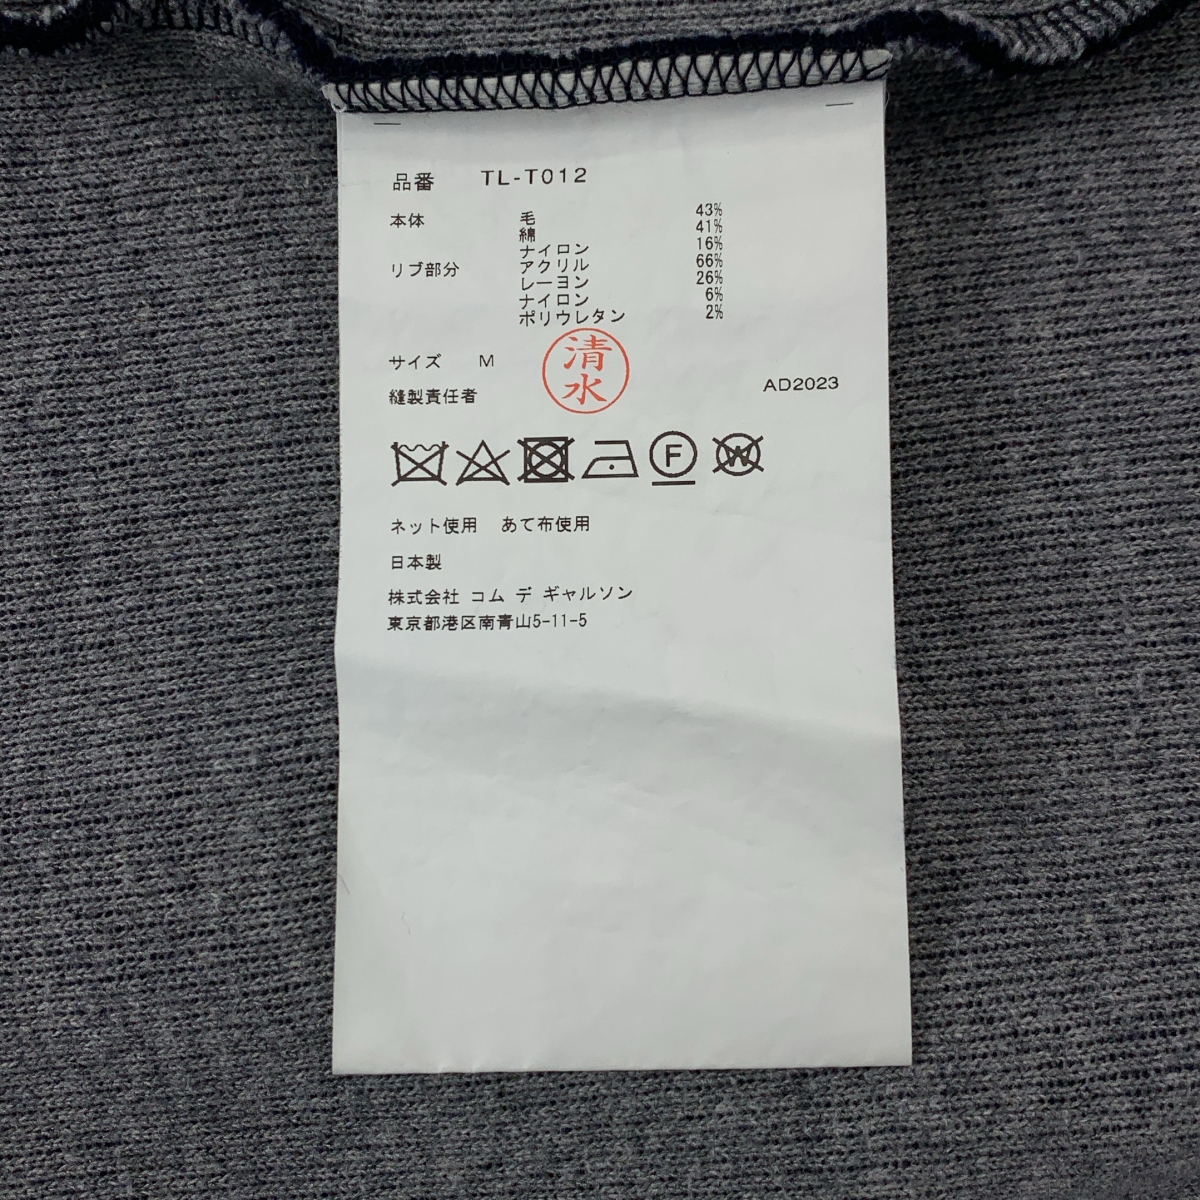 品番 TL-T012
本体 毛 43%
綿 41%
ナイロン 16%
リブ部分 アクリル 66%
レーヨン 26%
ナイロン 6%
ポリウレタン 2%
サイズ M
縫製責任者 清水
AD2023
F W
ネット使用 あて布使用
日本製
株式会社 コム デ ギャルソン
東京都港区南青山5-11-5